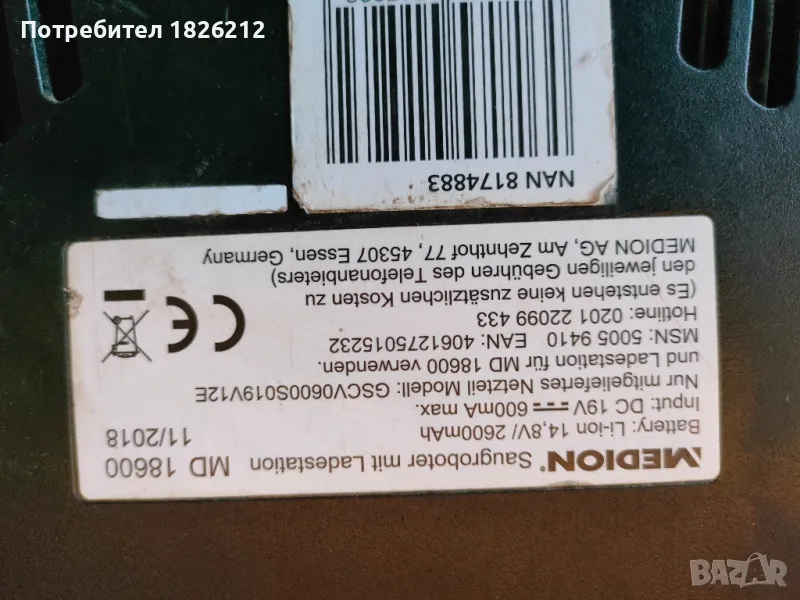 Потребител 1826212
MEDION® Saugroboter mit Ladestation MD 18600
Battery: Li-ion 14,8V/ 2600mAh 11/2018
Input: DC 19V 600mA max.
Nur mitgeliefertes Netzteil Modell: GSCV0600S019V12E
und Ladestation für MD 18600 verwenden.
MSN: 5005 9410 EAN: 4061275015232
Hotline: 0201 22099 433
(Es entstehen keine zusätzlichen Kosten zu
den jeweiligen Gebühren des Telefonanbieters)
MEDION AG, Am Zehnthof 77, 45307 Essen, Germany
CE
NAN 8174883
BAZAR